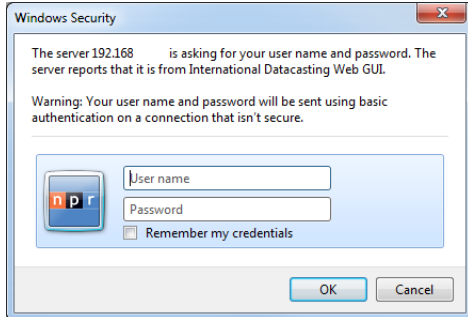 Windows Security
The server 192.168 is asking for your user name and password. The
server reports that it is from International Datacasting Web GUI.
Warning: Your user name and password will be sent using basic
authentication on a connection that isn't secure.
npr
User name
Password
Remember my credentials
OK Cancel